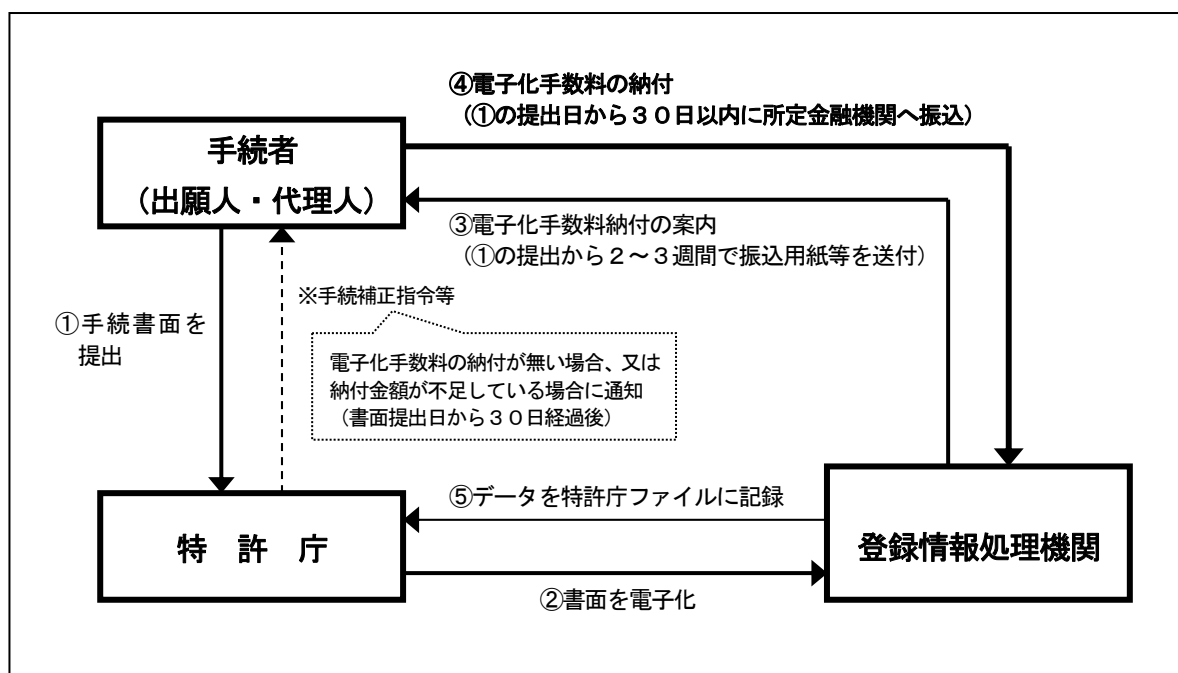 ④電子化手数料の納付
（①の提出日から３０日以内に所定金融機関へ振込）
手続者
（出願人・代理人）
③電子化手数料納付の案内
（①の提出から２～３週間で振込用紙等を送付）
※手続補正指令等
①手続書面を
提出
電子化手数料の納付が無い場合、又は
納付金額が不足している場合に通知
（書面提出日から３０日経過後）
⑤データを特許庁ファイルに記録
特　許　庁
登録情報処理機関
②書面を電子化